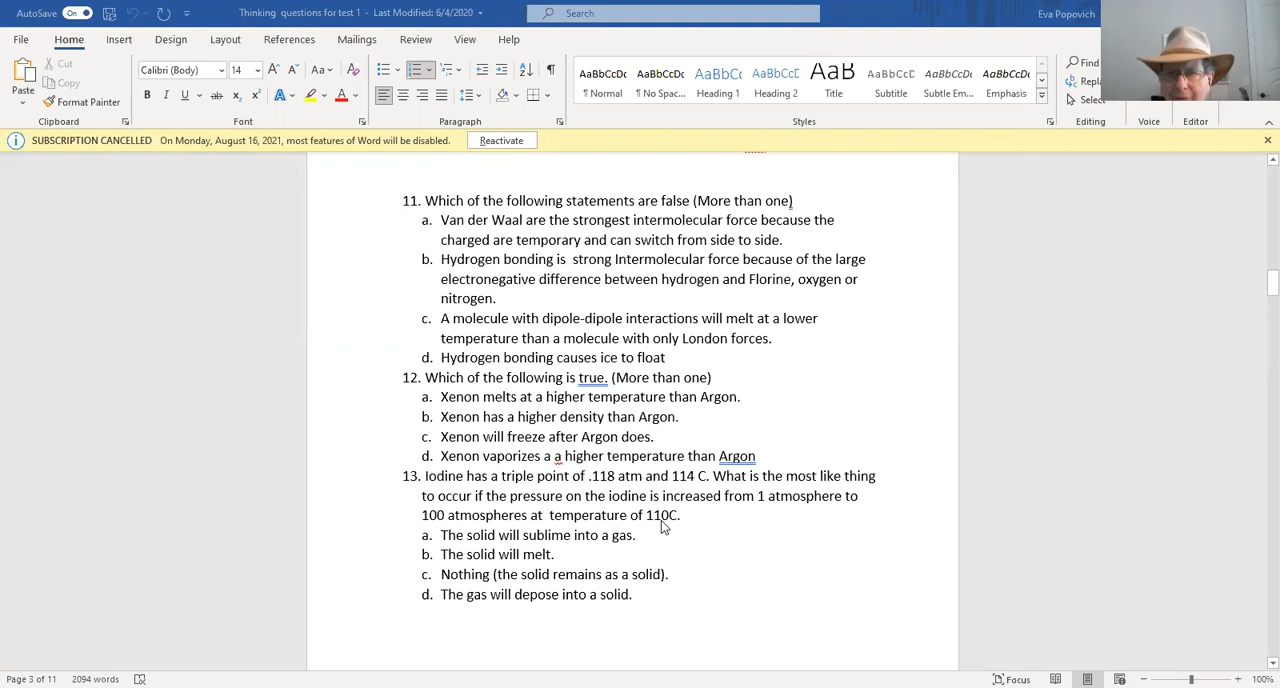 AutoSave On Thinking questions for test 1 - Last Modified: 6/4/2020 Search Eva Popovich
File Home Insert Design Layout References Mailings Review View Help
Paste Cut Copy Format Painter
Calibri (Body) 14 A A Aa A
B I U ab x2 x2 A A
AaBbCcDc AaBbCcDc AaBbCc AaBbCcD AaB AaBbCcD AaBbCcDc AaBbCcDc
¶ Normal ¶ No Spac... Heading 1 Heading 2 Title Subtitle Subtle Em... Emphasis
Find
Repla
Select
Clipboard Font Paragraph Styles Editing Voice Editor
SUBSCRIPTION CANCELLED On Monday, August 16, 2021, most features of Word will be disabled. Reactivate
11. Which of the following statements are false (More than one)
a. Van der Waal are the strongest intermolecular force because the
charged are temporary and can switch from side to side.
b. Hydrogen bonding is strong Intermolecular force because of the large
electronegative difference between hydrogen and Florine, oxygen or
nitrogen.
c. A molecule with dipole-dipole interactions will melt at a lower
temperature than a molecule with only London forces.
d. Hydrogen bonding causes ice to float
12. Which of the following is true. (More than one)
a. Xenon melts at a higher temperature than Argon.
b. Xenon has a higher density than Argon.
c. Xenon will freeze after Argon does.
d. Xenon vaporizes a a higher temperature than Argon
13. Iodine has a triple point of .118 atm and 114 C. What is the most like thing
to occur if the pressure on the iodine is increased from 1 atmosphere to
100 atmospheres at temperature of 110C.
a. The solid will sublime into a gas.
b. The solid will melt.
c. Nothing (the solid remains as a solid).
d. The gas will depose into a solid.
Page 3 of 11 2094 words Focus 100%